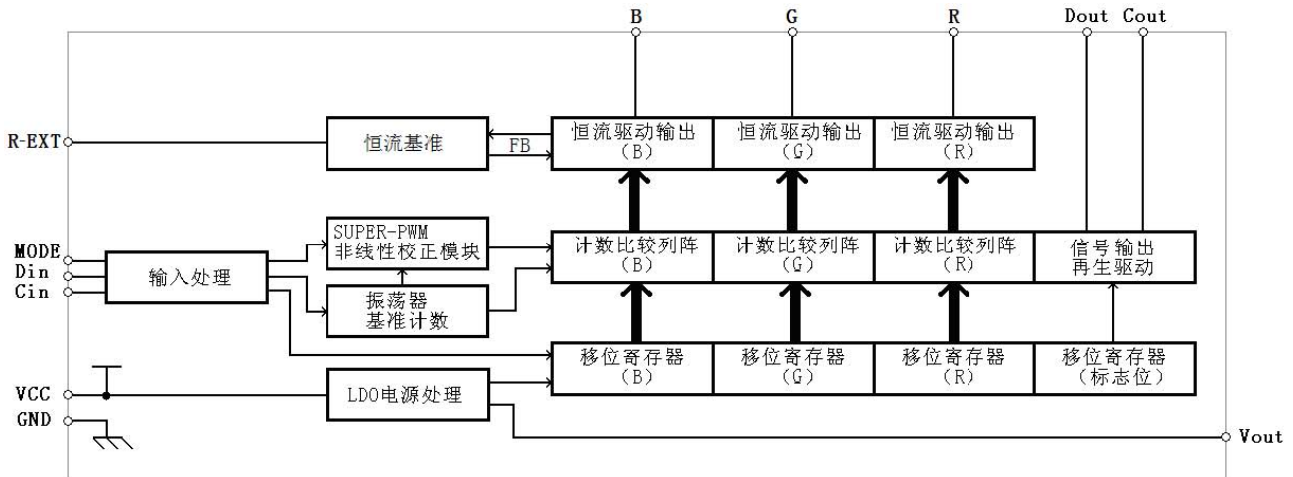 B G R Dout Cout
R-EXT
恒流基准
FB
恒流驱动输出 恒流驱动输出 恒流驱动输出
(B) (G) (R)
MODE
Din
Cin
输入处理
SUPER-PWM
非线性校正模块
振荡器
基准计数
计数比较列阵 计数比较列阵 计数比较列阵 信号输出
(B) (G) (R) 再生驱动
移位寄存器 移位寄存器 移位寄存器 移位寄存器
(B) (G) (R) (标志位)
VCC
GND
LDO电源处理
Vout